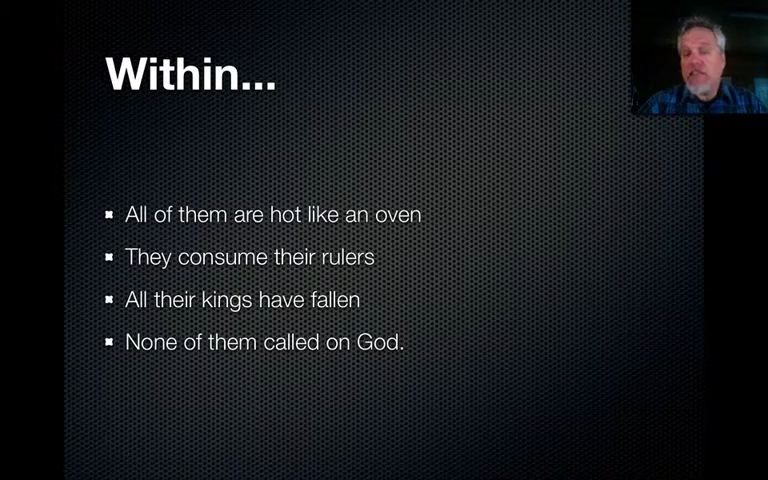 Within...
All of them are hot like an oven
They consume their rulers
All their kings have fallen
None of them called on God.